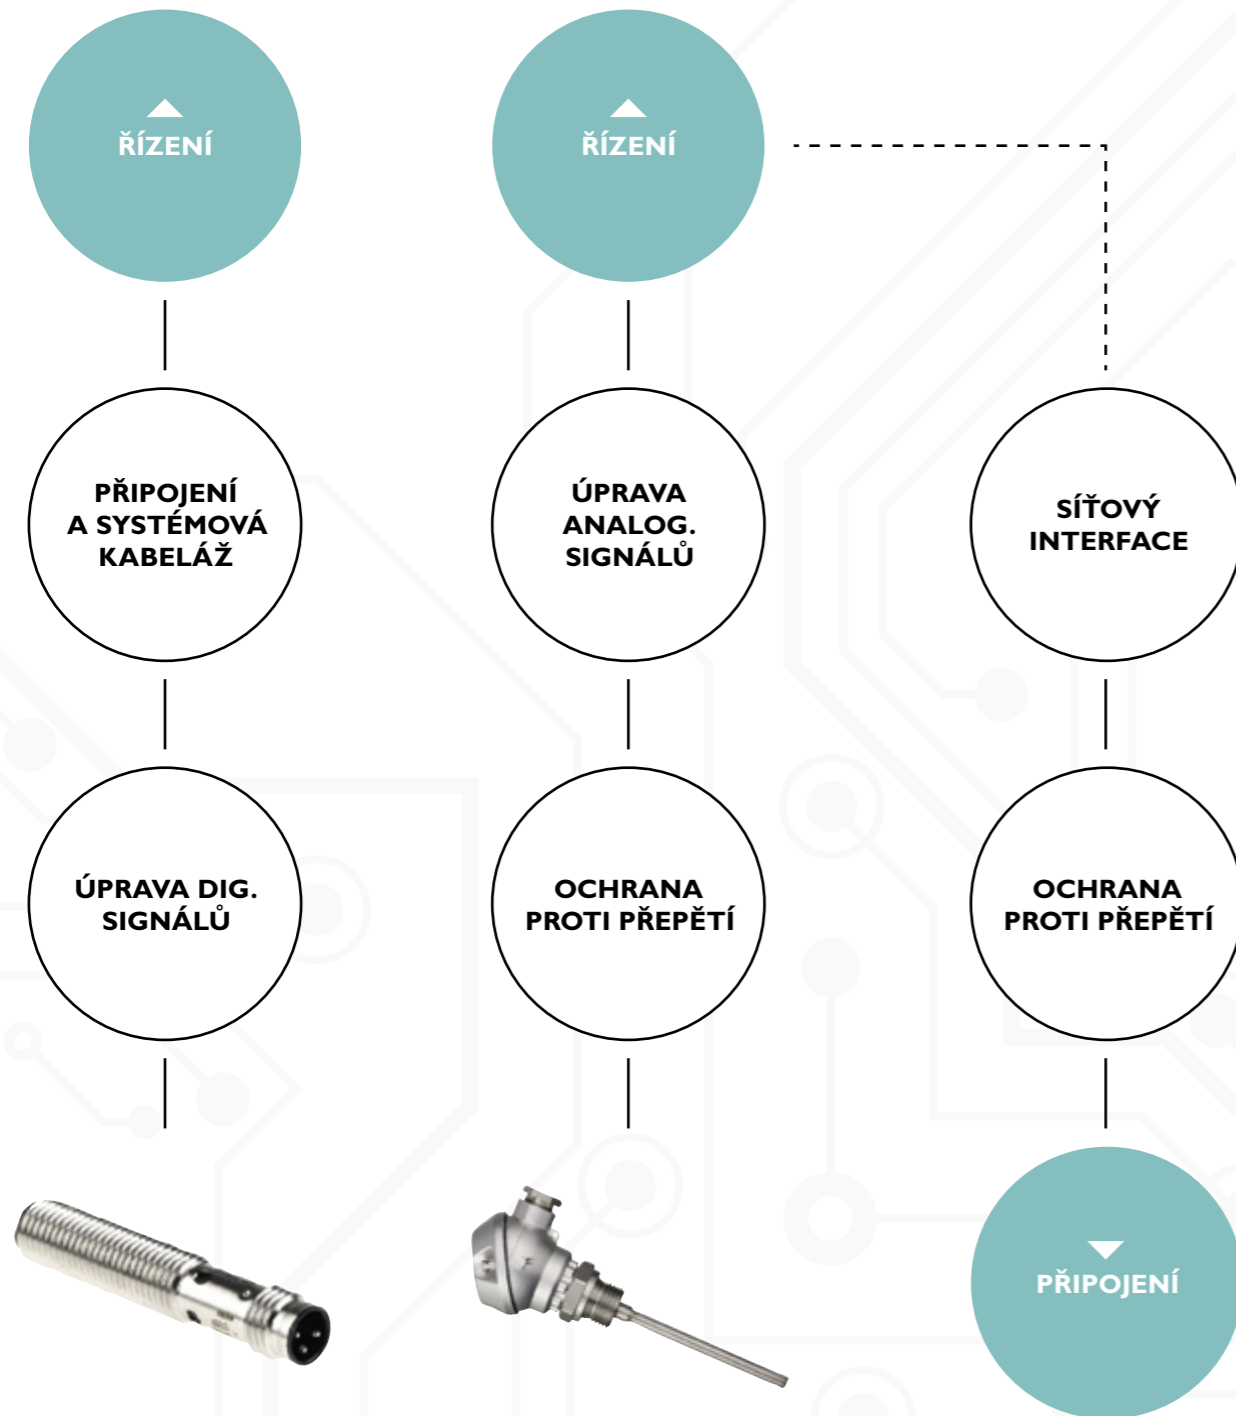 ŘÍZENÍ
ŘÍZENÍ
PŘIPOJENÍ
A SYSTÉMOVÁ
KABELÁŽ
ÚPRAVA
ANALOG.
SIGNÁLŮ
SÍŤOVÝ
INTERFACE
ÚPRAVA DIG.
SIGNÁLŮ
OCHRANA
PROTI PŘEPĚTÍ
OCHRANA
PROTI PŘEPĚTÍ
PŘIPOJENÍ